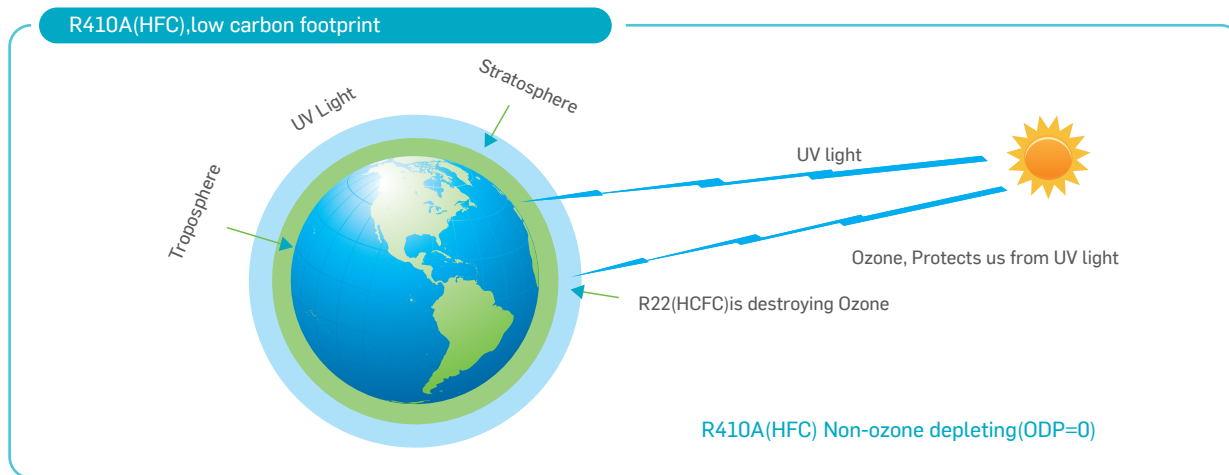 R410A(HFC),low carbon footprint
UV Light
Stratosphere
Troposphere
UV light
Ozone, Protects us from UV light
R22(HCFC)is destroying Ozone
R410A(HFC) Non-ozone depleting(ODP=0)